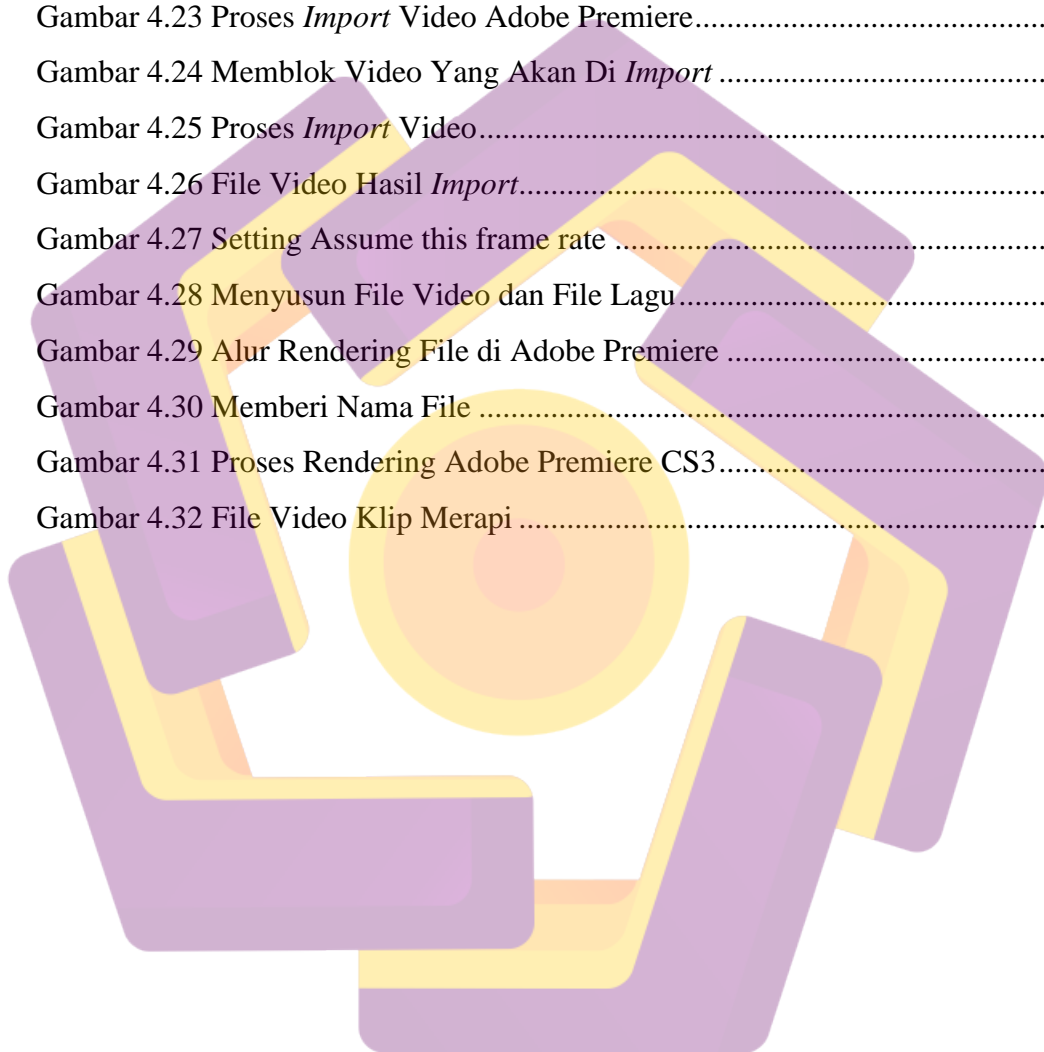 Gambar 4.23 Proses Import Video Adobe Premiere..........................................
Gambar 4.24 Memblok Video Yang Akan Di Import ......................................
Gambar 4.25 Proses Import Video....................................................................
Gambar 4.26 File Video Hasil Import...............................................................
Gambar 4.27 Setting Assume this frame rate ...................................................
Gambar 4.28 Menyusun File Video dan File Lagu............................................
Gambar 4.29 Alur Rendering File di Adobe Premiere .....................................
Gambar 4.30 Memberi Nama File ....................................................................
Gambar 4.31 Proses Rendering Adobe Premiere CS3.......................................
Gambar 4.32 File Video Klip Merapi ...............................................................